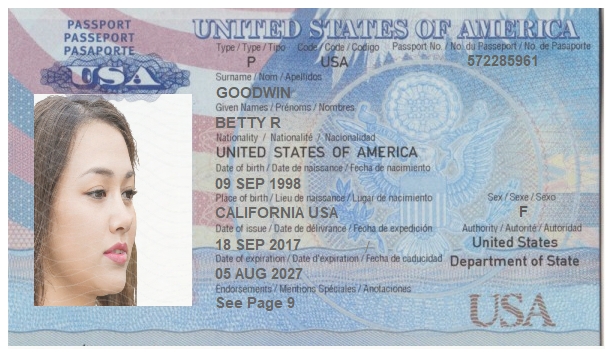 PASSPORT
PASSEPORT
PASAPORTE
UNITED STATES OF AMERICA
Type / Type / Tipo Code / Code / Codigo Passport No. / No. du Passeport / No. de Pasaporte
P USA 572285961
USA
Surname / Nom / Apellidos
GOODWIN
Given Names / Prénoms / Nombres
BETTY R
Nationality / Nationalité / Nacionalidad
UNITED STATES OF AMERICA
Date of birth / Date de naissance / Fecha de nacimiento
09 SEP 1998
Place of birth / Lieu de naissance / Lugar de nacimiento Sex / Sexe / Sexo
CALIFORNIA USA F
Date of issue / Date de délivrance / Fecha de expedición Authority / Autorité / Autoridad
18 SEP 2017 United States
Date of expiration / Date d'expiration / Fecha de caducidad Department of State
05 AUG 2027
Endorsements / Mentions Spéciales / Anotaciones
See Page 9
USA